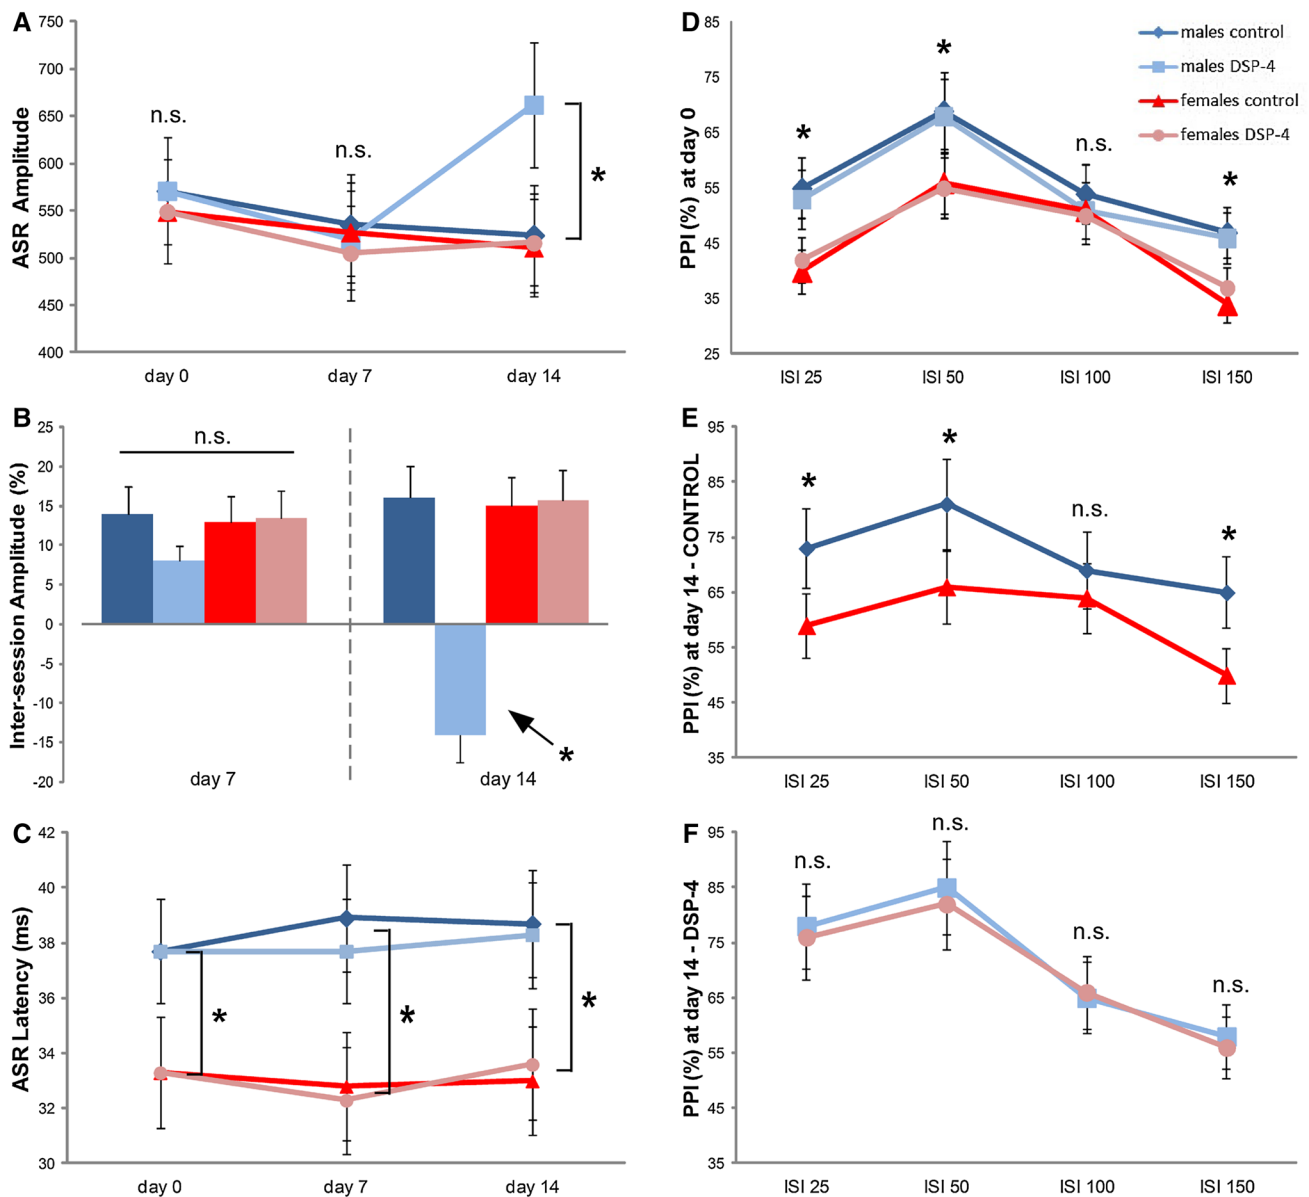 A
750
700
650
600
550
500
450
400
ASR Amplitude
n.s.
n.s.
*
day 0
day 7
day 14
D
85
75
65
55
45
35
25
PPI (%) at day 0
*
*
n.s.
*
males control
males DSP-4
females control
females DSP-4
ISI 25
ISI 50
ISI 100
ISI 150
B
25
20
15
10
5
0
-5
-10
-15
-20
Inter-session Amplitude (%)
n.s.
*
day 7
day 14
E
95
85
75
65
55
45
35
PPI (%) at day 14 - CONTROL
*
*
n.s.
*
ISI 25
ISI 50
ISI 100
ISI 150
C
42
40
38
36
34
32
30
ASR Latency (ms)
*
*
*
day 0
day 7
day 14
F
95
85
75
65
55
45
35
PPI (%) at day 14 - DSP-4
n.s.
n.s.
n.s.
n.s.
ISI 25
ISI 50
ISI 100
ISI 150